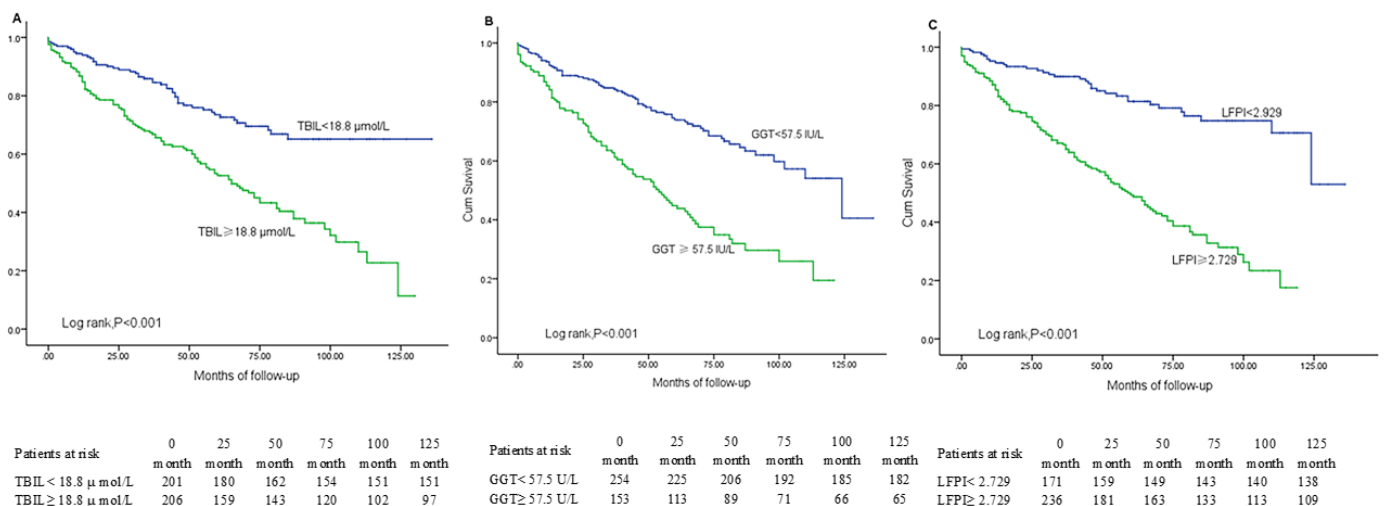 A
1.0
0.8
0.6
0.4
0.2
0.0
TBIL<18.8 μmol/L
TBIL≥18.8 μmol/L
Log rank,P<0.001
.00 25.00 50.00 75.00 100.00 125.00
Months of follow-up
B
Cum Suvival
1.0
0.8
0.6
0.4
0.2
0.0
GGT<57.5 IU/L
GGT ≥ 57.5 IU/L
Log rank,P<0.001
.00 25.00 50.00 75.00 100.00 125.00
Months of follow-up
C
Cum Suvival
1.0
0.8
0.6
0.4
0.2
0.0
LFPI<2.929
LFPI≥2.729
Log rank,P<0.001
.00 25.00 50.00 75.00 100.00 125.00
Months of follow-up
Patients at risk 0 month 25 month 50 month 75 month 100 month 125 month
TBIL < 18.8 μ mol/L 201 180 162 154 151 151
TBIL ≥ 18.8 μ mol/L 206 159 143 120 102 97
Patients at risk 0 month 25 month 50 month 75 month 100 month 125 month
GGT< 57.5 U/L 254 225 206 192 185 182
GGT≥ 57.5 U/L 153 113 89 71 66 65
Patients at risk 0 month 25 month 50 month 75 month 100 month 125 month
LFPI< 2.729 171 159 149 143 140 138
LFPI≥ 2.729 236 181 163 133 113 109